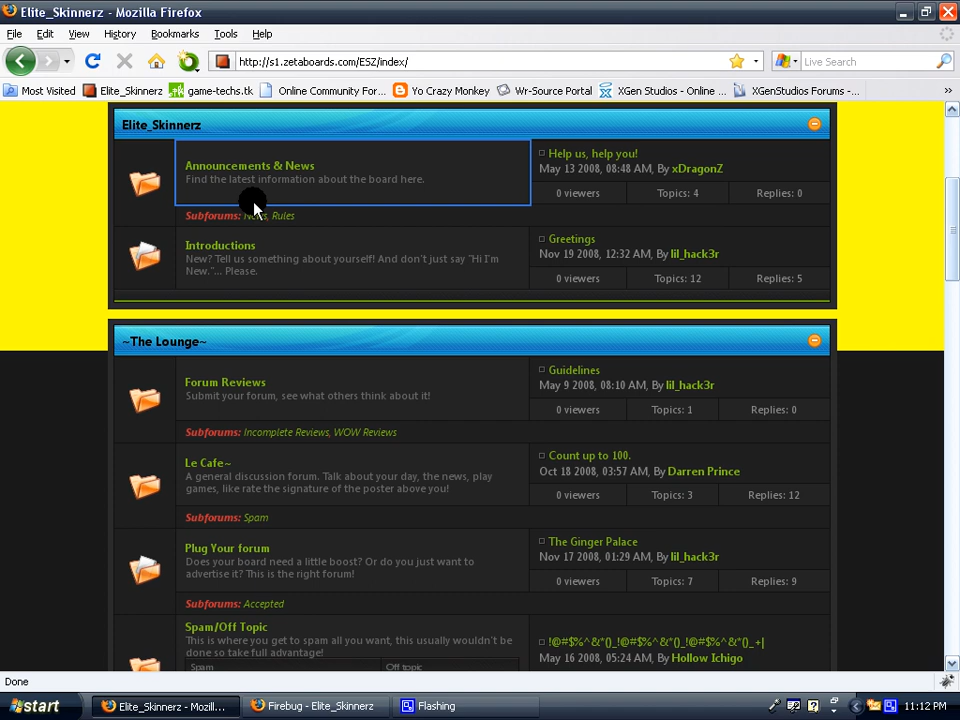 Elite_Skinnerz - Mozilla Firefox
File Edit View History Bookmarks Tools Help
http://s1.zetaboards.com/ESZ/index/ Live Search
Most Visited Elite_Skinnerz game-techs.tk Online Community For... Yo Crazy Monkey Wr-Source Portal XGen Studios - Online ... XGenStudios Forums -... »
Elite_Skinnerz
Announcements & News
Find the latest information about the board here.
Subforums: News, Rules
Help us, help you!
May 13 2008, 08:48 AM, By xDragonZ
0 viewers Topics: 4 Replies: 0
Introductions
New? Tell us something about yourself! And don't just say "Hi I'm
New."... Please.
Greetings
Nov 19 2008, 12:32 AM, By lil_hack3r
0 viewers Topics: 12 Replies: 5
~The Lounge~
Forum Reviews
Submit your forum, see what others think about it!
Subforums: Incomplete Reviews, WOW Reviews
Guidelines
May 9 2008, 08:10 AM, By lil_hack3r
0 viewers Topics: 1 Replies: 0
Le Cafe~
A general discussion forum. Talk about your day, the news, play
games, like rate the signature of the poster above you!
Subforums: Spam
Count up to 100.
Oct 18 2008, 03:57 AM, By Darren Prince
0 viewers Topics: 3 Replies: 12
Plug Your forum
Does your board need a little boost? Or do you just want to
advertise it? This is the right forum!
Subforums: Accepted
The Ginger Palace
Nov 17 2008, 01:29 AM, By lil_hack3r
0 viewers Topics: 7 Replies: 9
Spam/Off Topic
This is where you get to spam all you want, this usually wouldn't be
done so take full advantage!
Spam Off topic
!@#$%^&*()_!@#$%^&*()_!@#$%^&*()_+|
May 16 2008, 05:24 AM, By Hollow Ichigo
Done
start Elite_Skinnerz - Mozill... Firebug - Elite_Skinnerz Flashing 11:12 PM